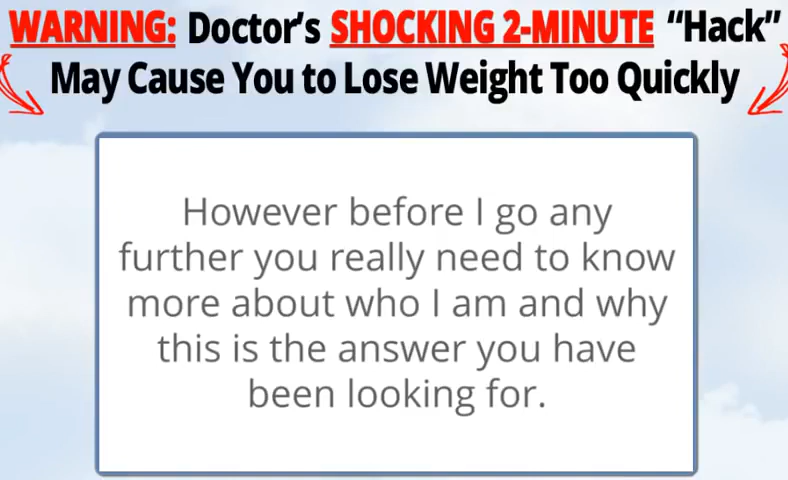 WARNING: Doctor's SHOCKING 2-MINUTE “Hack”
May Cause You to Lose Weight Too Quickly
However before I go any
further you really need to know
more about who I am and why
this is the answer you have
been looking for.